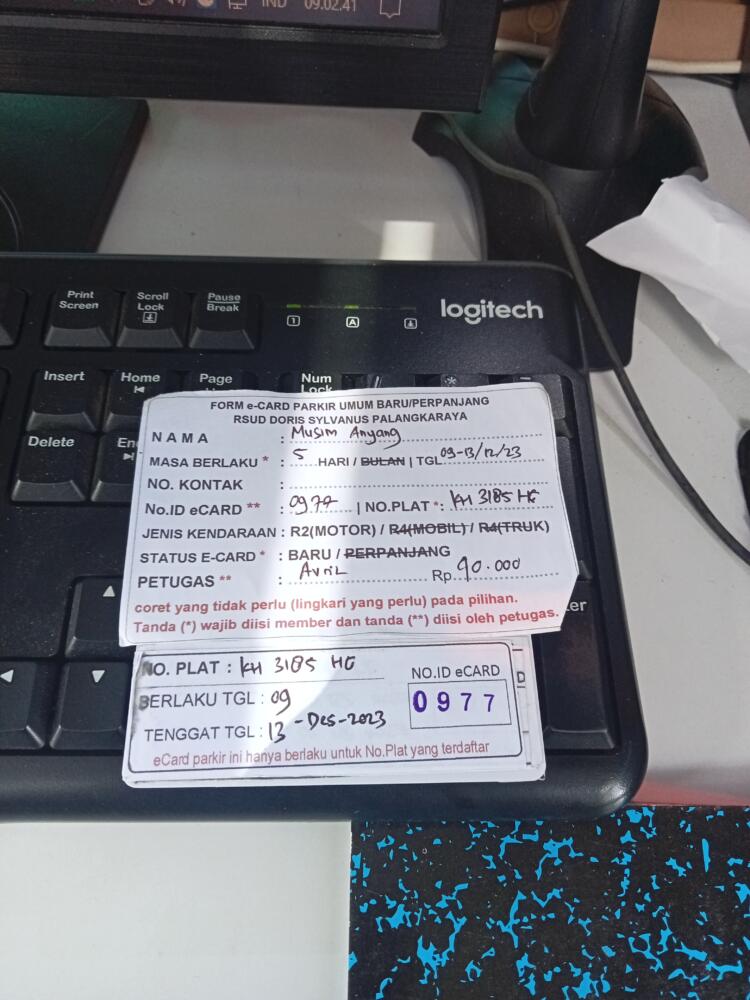 IND 09.02.41
Print Screen
Scroll Lock
Pause Break
1 A
logitech
Insert
Home
Page
Num Lock
Delete
FORM e-CARD PARKIR UMUM BARU/PERPANJANG
RSUD DORIS SYLVANUS PALANGKARAYA
NAMA : Musim Anyang
MASA BERLAKU * : 5 HARI / BULAN | TGL 09-13/12/23
NO. KONTAK :
No.ID eCARD ** : 0977 | NO.PLAT *: KH 3185 HG
JENIS KENDARAAN : R2(MOTOR) / R4(MOBIL) / R4(TRUK)
STATUS E-CARD * : BARU / PERPANJANG
PETUGAS ** : Avril Rp. 90.000
coret yang tidak perlu (lingkari yang perlu) pada pilihan.
Tanda (*) wajib diisi member dan tanda (**) diisi oleh petugas.
NO. PLAT : KH 3185 HG
NO.ID eCARD
BERLAKU TGL : 09
0977
TENGGAT TGL : 13 -Des-2023
eCard parkir ini hanya berlaku untuk No.Plat yang terdaftar